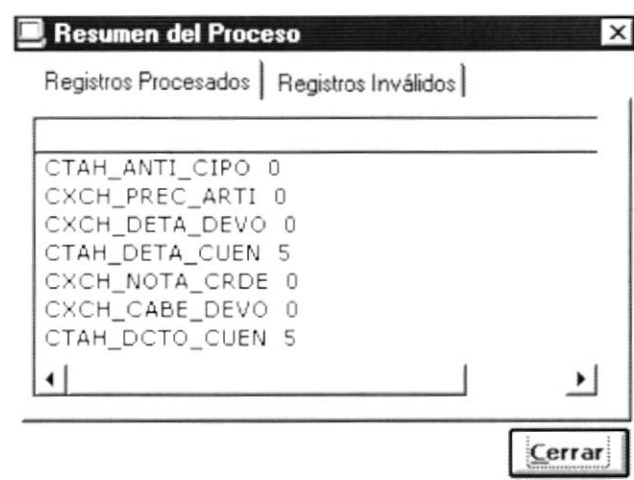 Resumen del Proceso
Registros Procesados Registros Inválidos
CTAH_ANTI_CIPO 0
CXCH_PREC_ARTI 0
CXCH_DETA_DEVO 0
CTAH_DETA_CUEN 5
CXCH_NOTA_CRDE 0
CXCH_CABE_DEVO 0
CTAH_DCTO_CUEN 5
Cerrar